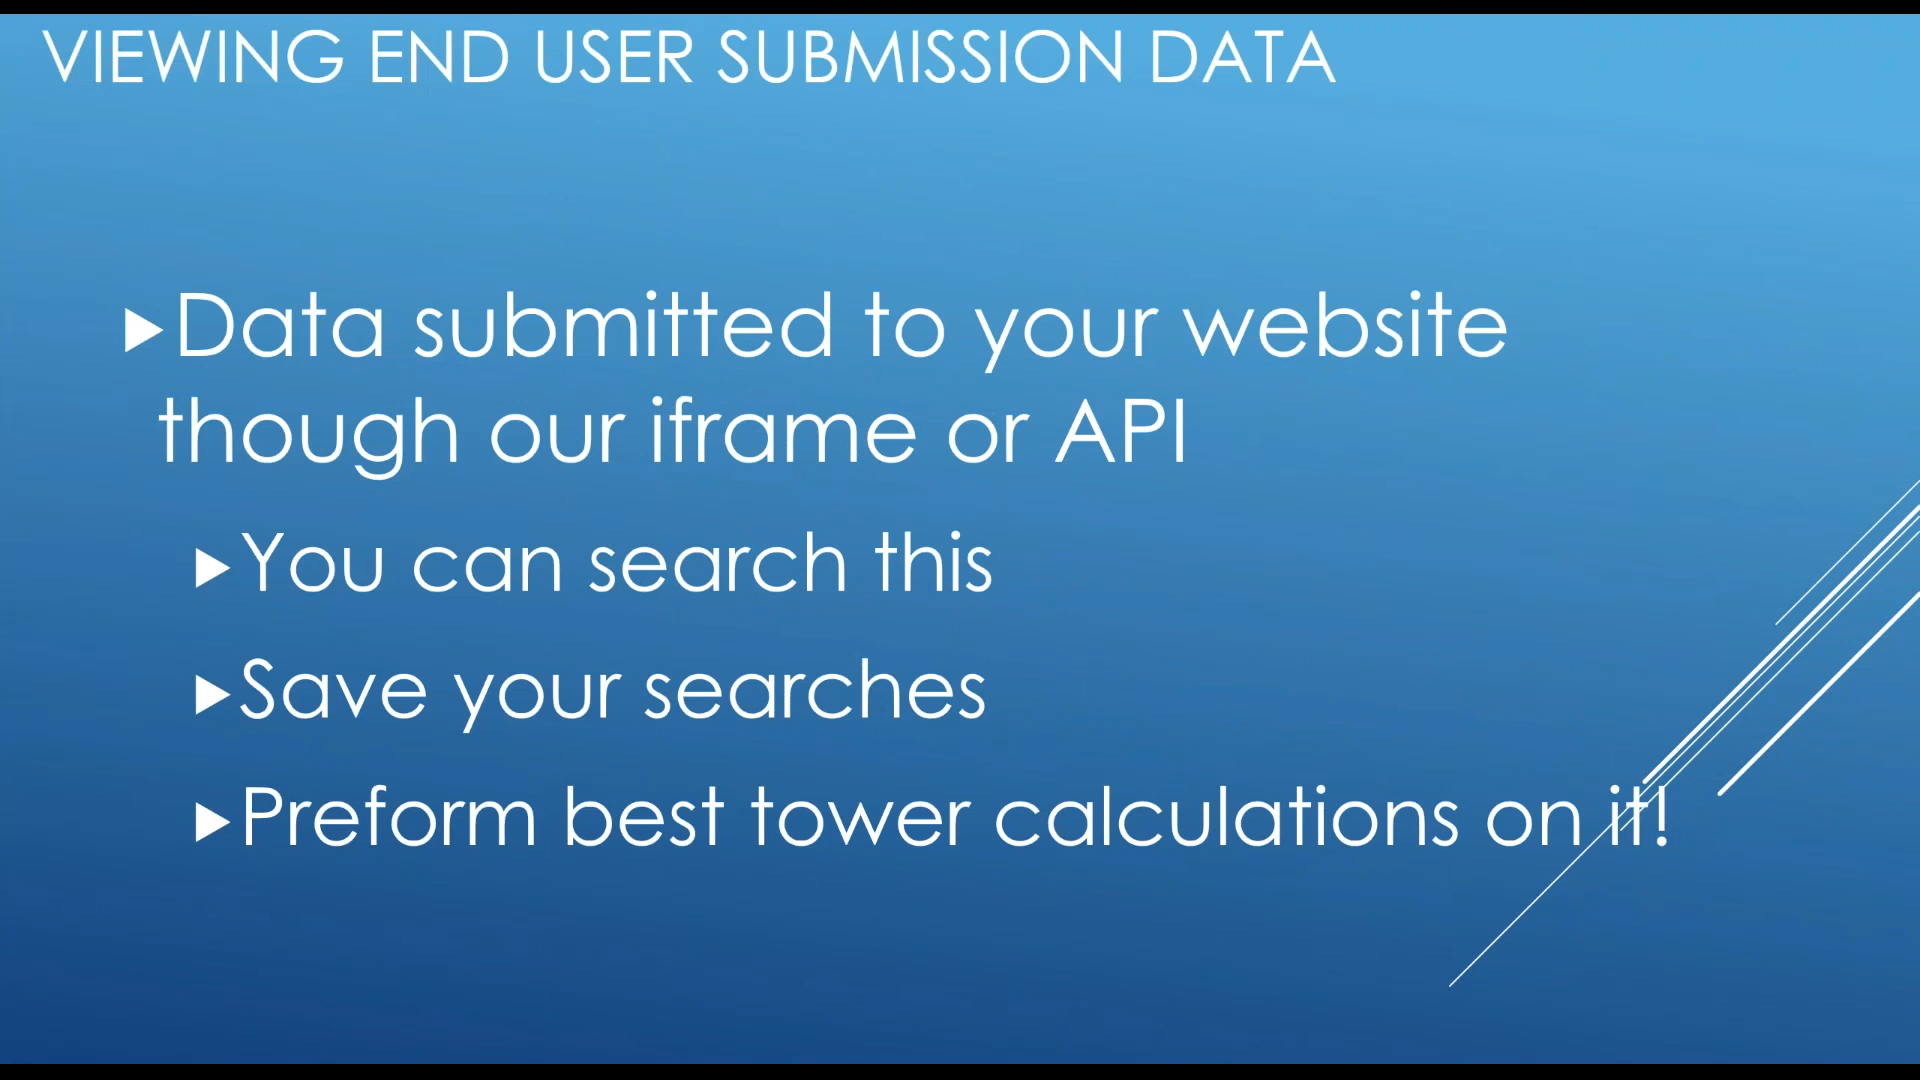 VIEWING END USER SUBMISSION DATA
Data submitted to your website
though our iframe or API
You can search this
Save your searches
Preform best tower calculations on it!